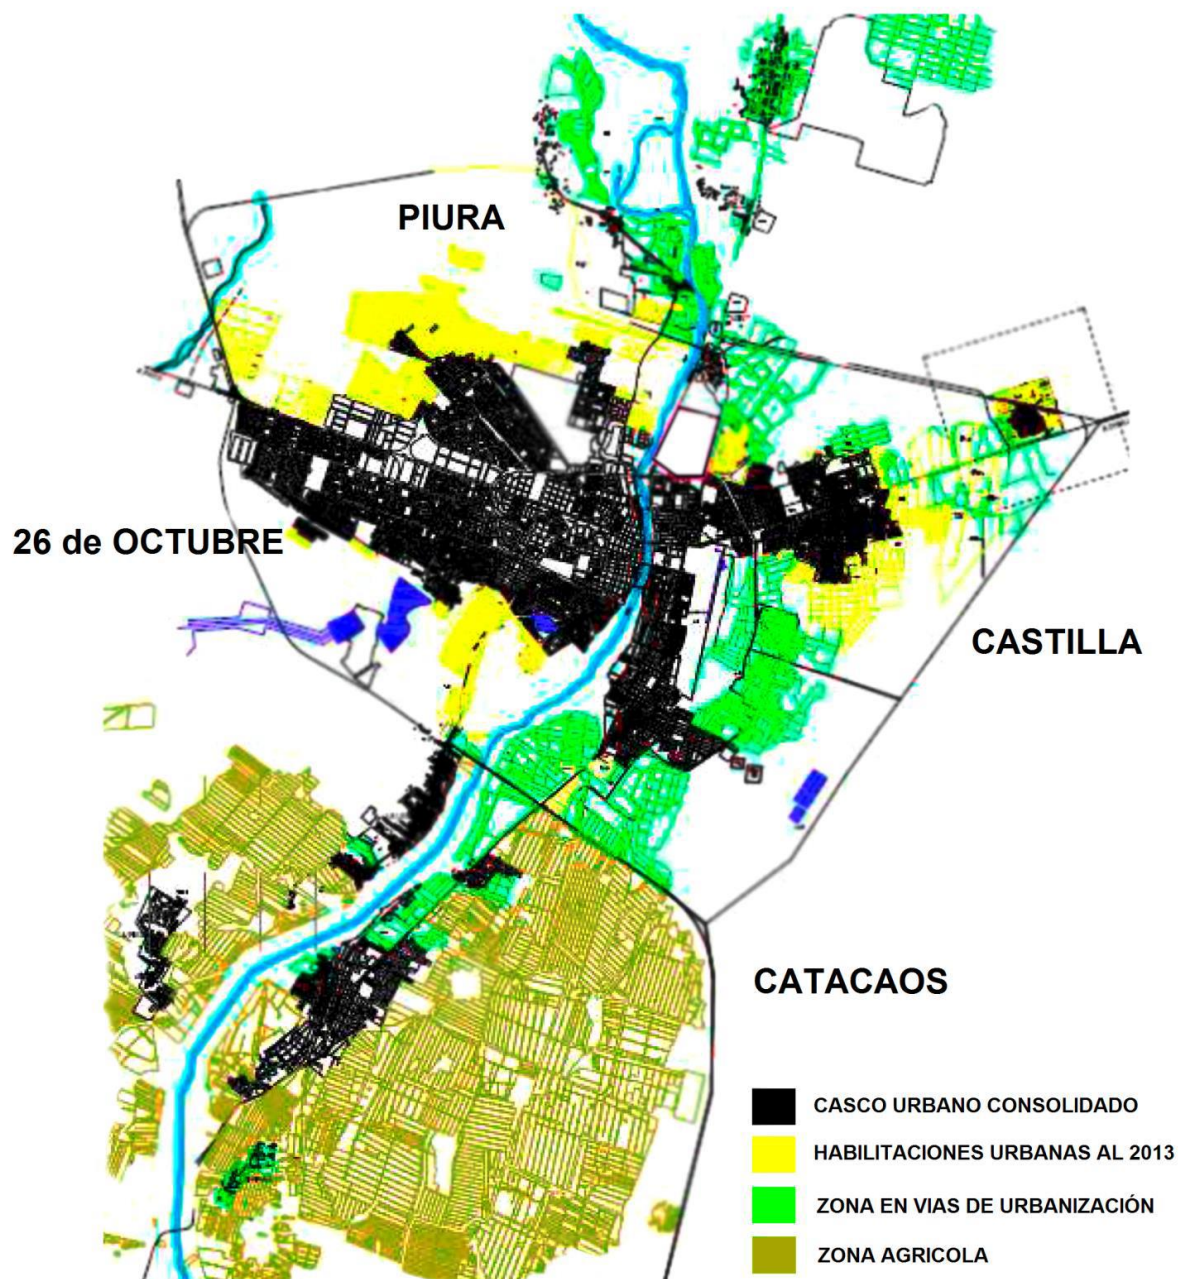 PIURA
26 de OCTUBRE
CASTILLA
CATACAOS
CASCO URBANO CONSOLIDADO
HABILITACIONES URBANAS AL 2013
ZONA EN VIAS DE URBANIZACIÓN
ZONA AGRICOLA